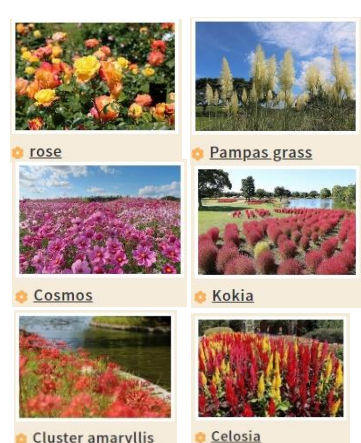 rose
Pampas grass
Cosmos
Kokia
Cluster amaryllis
Celosia